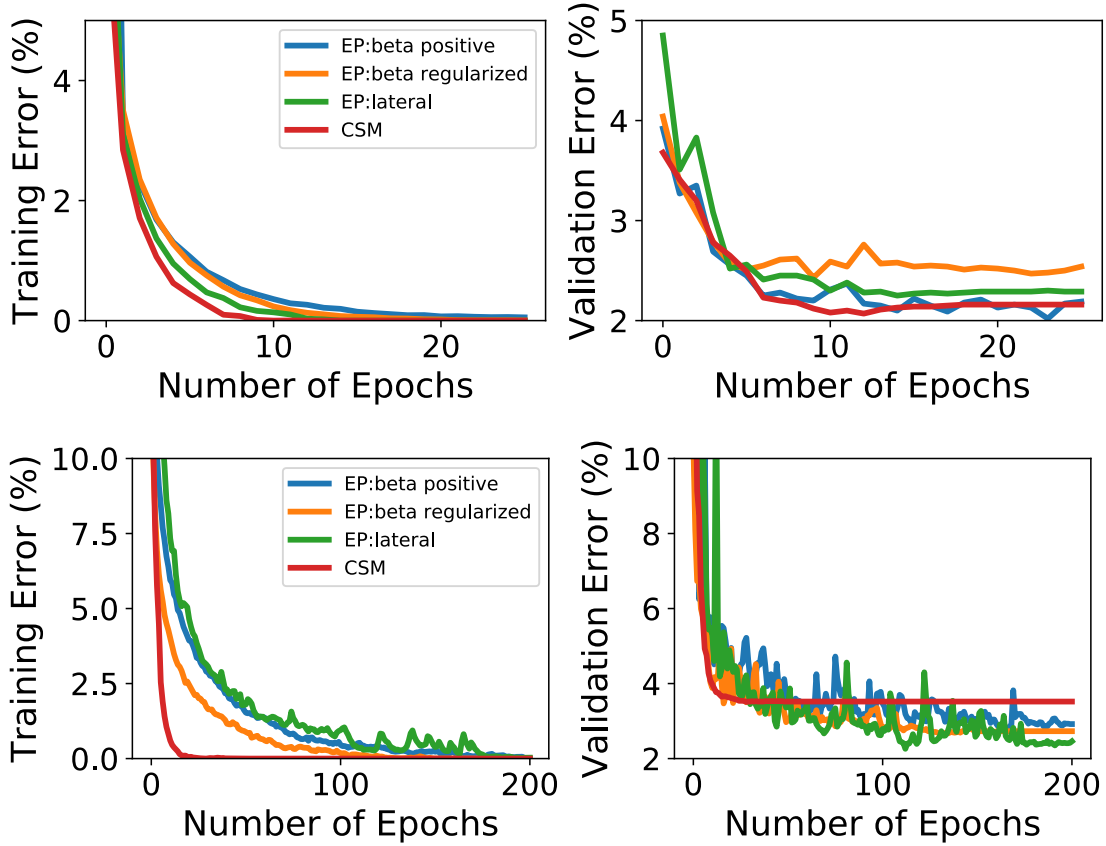 Training Error (%)
4
2
0
EP:beta positive
EP:beta regularized
EP:lateral
CSM
0
10
20
Number of Epochs
Validation Error (%)
5
4
3
2
0
10
20
Number of Epochs
Training Error (%)
10.0
7.5
5.0
2.5
0.0
EP:beta positive
EP:beta regularized
EP:lateral
CSM
0
100
200
Number of Epochs
Validation Error (%)
10
8
6
4
2
0
100
200
Number of Epochs